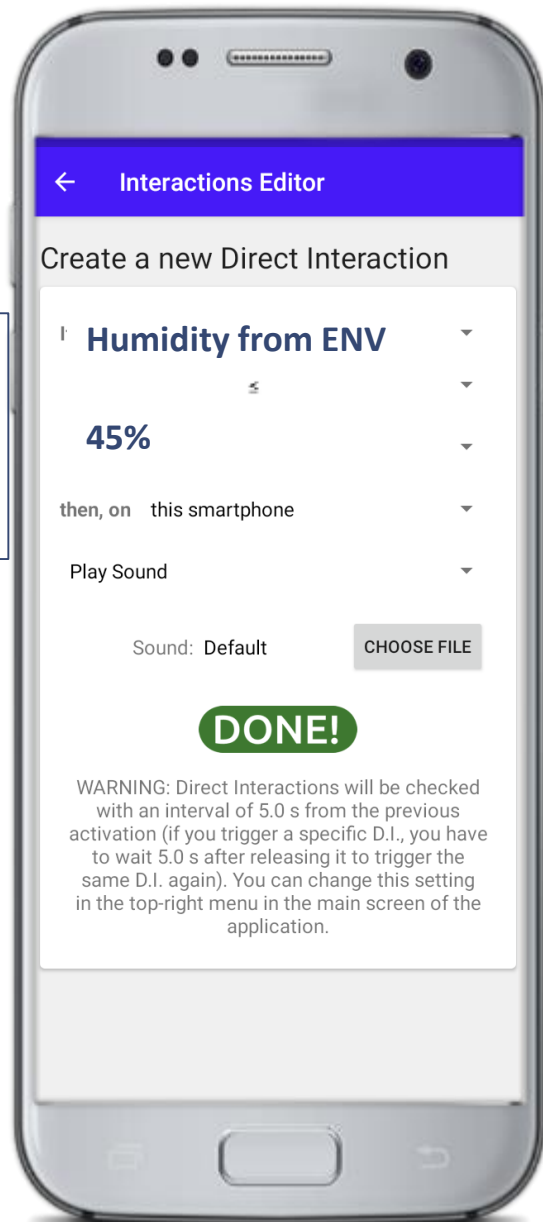 Interactions Editor
Create a new Direct Interaction
Humidity from ENV
≤
45%
then, on this smartphone
Play Sound
Sound: Default CHOOSE FILE
DONE!
WARNING: Direct Interactions will be checked
with an interval of 5.0 s from the previous
activation (if you trigger a specific D.I., you have
to wait 5.0 s after releasing it to trigger the
same D.I. again). You can change this setting
in the top-right menu in the main screen of the
application.